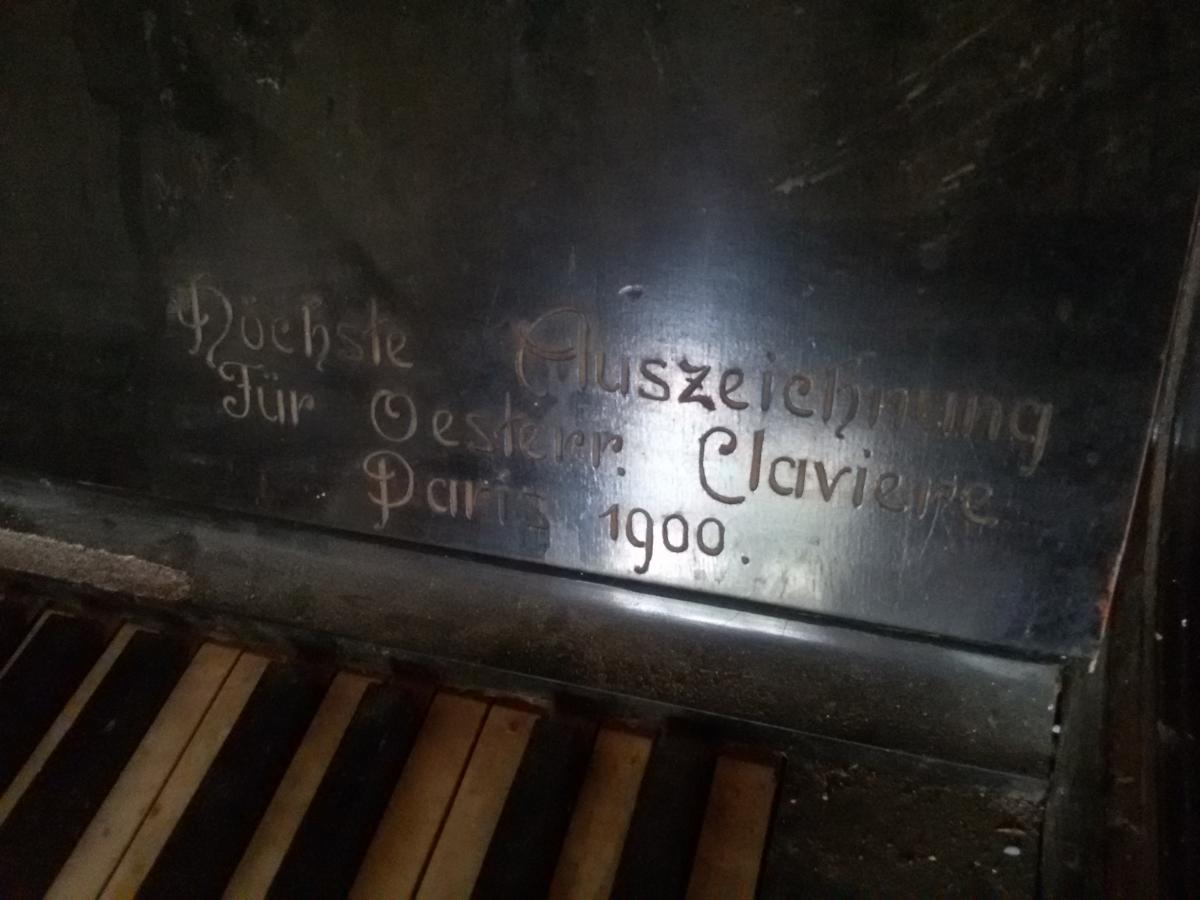 Höchste Auszeichnung
Für Oesterr. Claviere
Paris 1900.